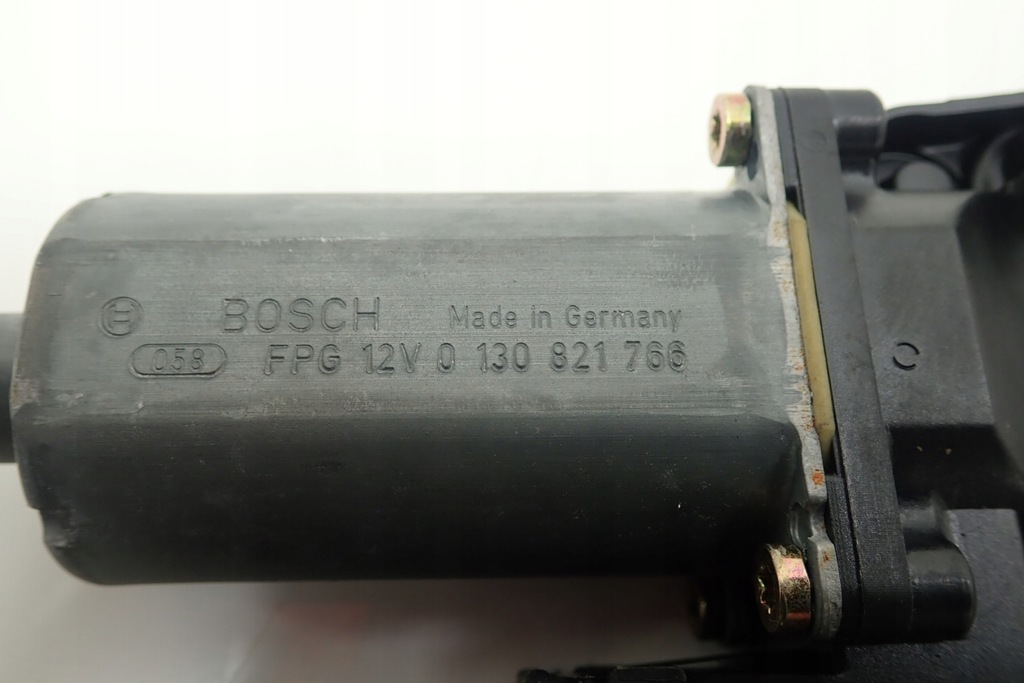 BOSCH Made in Germany
058 FPG 12V 0 130 821 766